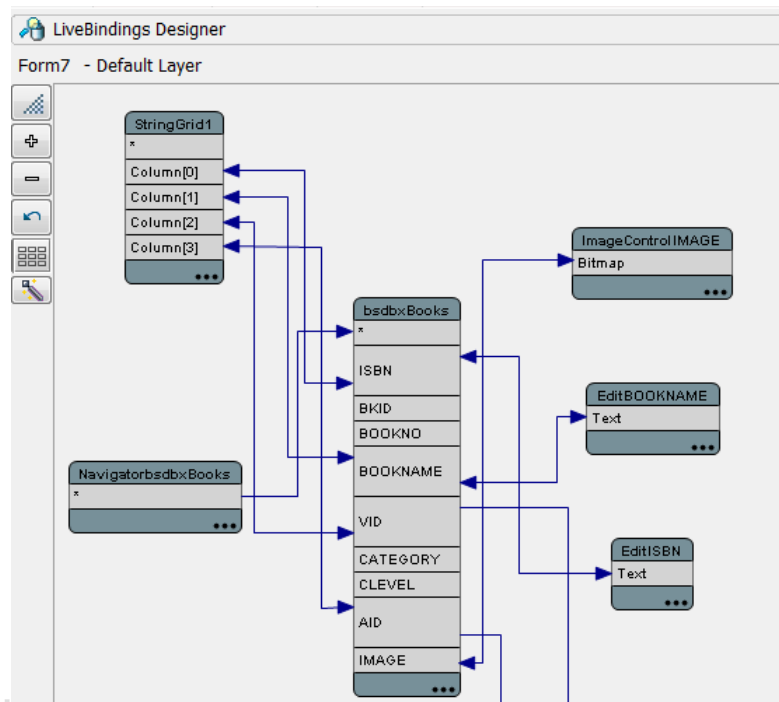 LiveBindings Designer
Form7 - Default Layer
StringGrid1
*
Column[0]
Column[1]
Column[2]
Column[3]
ImageControlIMAGE
Bitmap
bsdbxBooks
*
ISBN
BKID
BOOKNO
BOOKNAME
VID
CATEGORY
CLEVEL
AID
IMAGE
EditBOOKNAME
Text
NavigatorbsdbxBooks
*
EditISBN
Text